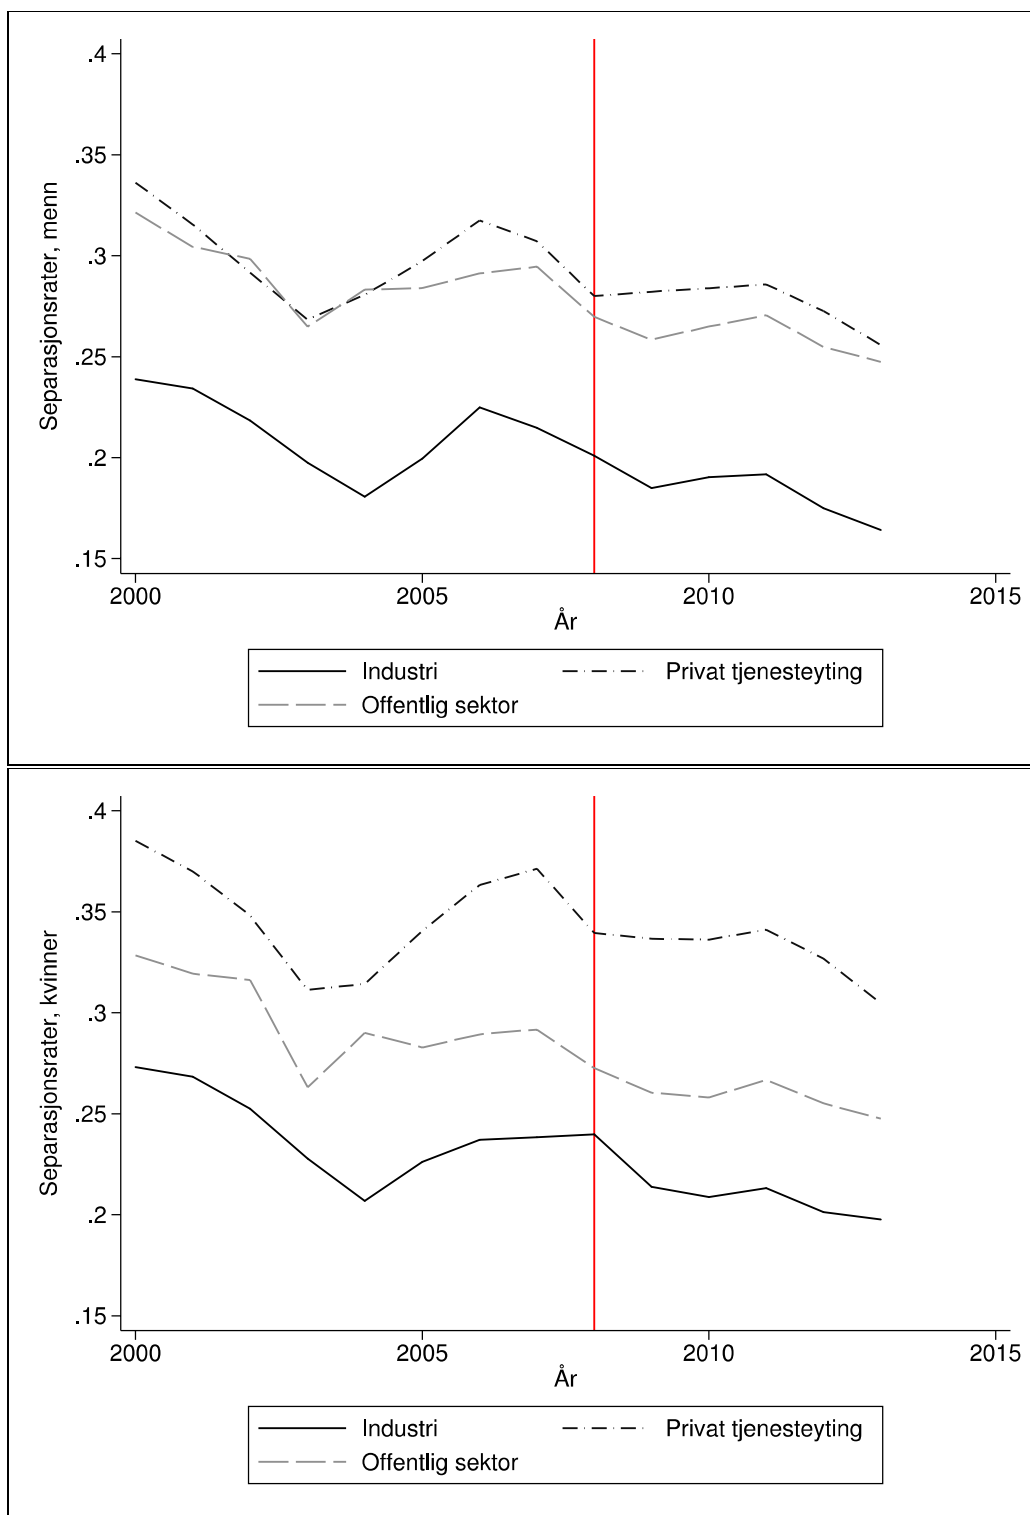 .4
.35
.3
.25
.2
.15
Separasjonsrater, menn
2000 2005 2010 2015
År
Industri Privat tjenesteyting
Offentlig sektor
.4
.35
.3
.25
.2
.15
Separasjonsrater, kvinner
2000 2005 2010 2015
År
Industri Privat tjenesteyting
Offentlig sektor